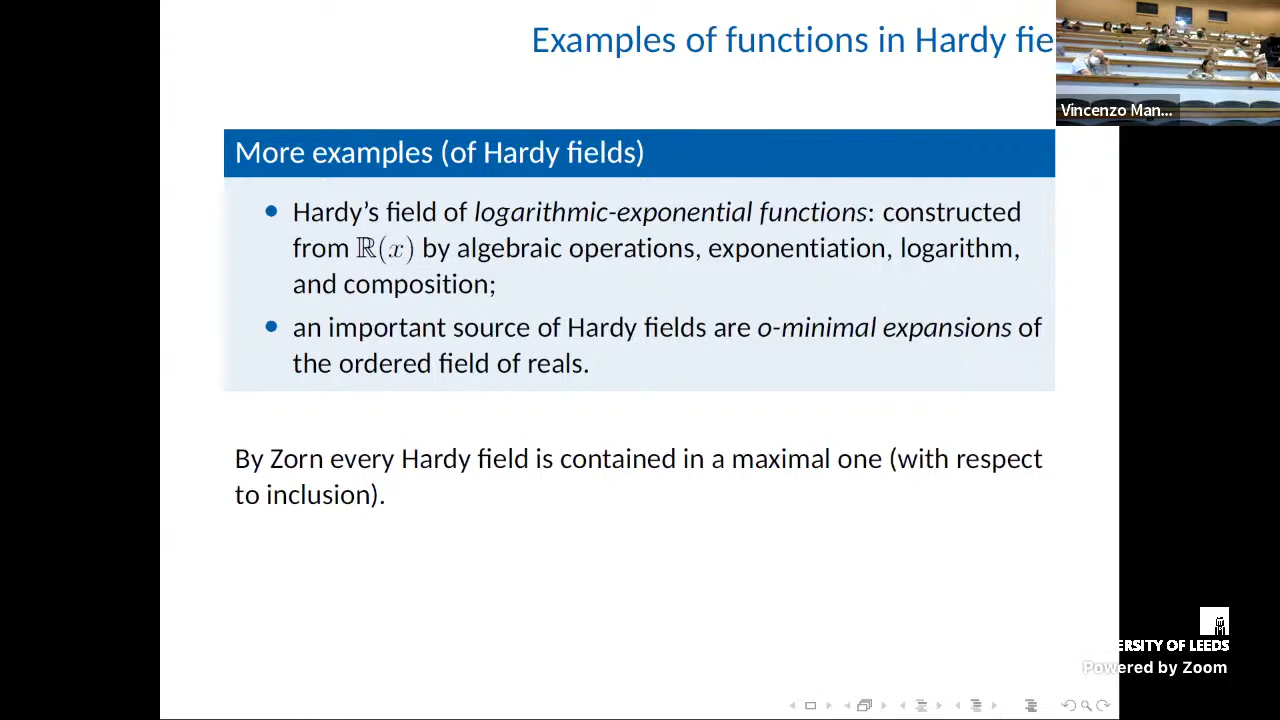 Examples of functions in Hardy fie
Vincenzo Man...
More examples (of Hardy fields)
• Hardy's field of logarithmic-exponential functions: constructed
from ℝ(x) by algebraic operations, exponentiation, logarithm,
and composition;
• an important source of Hardy fields are o-minimal expansions of
the ordered field of reals.
By Zorn every Hardy field is contained in a maximal one (with respect
to inclusion).
ERSITY OF LEEDS
Powered by Zoom